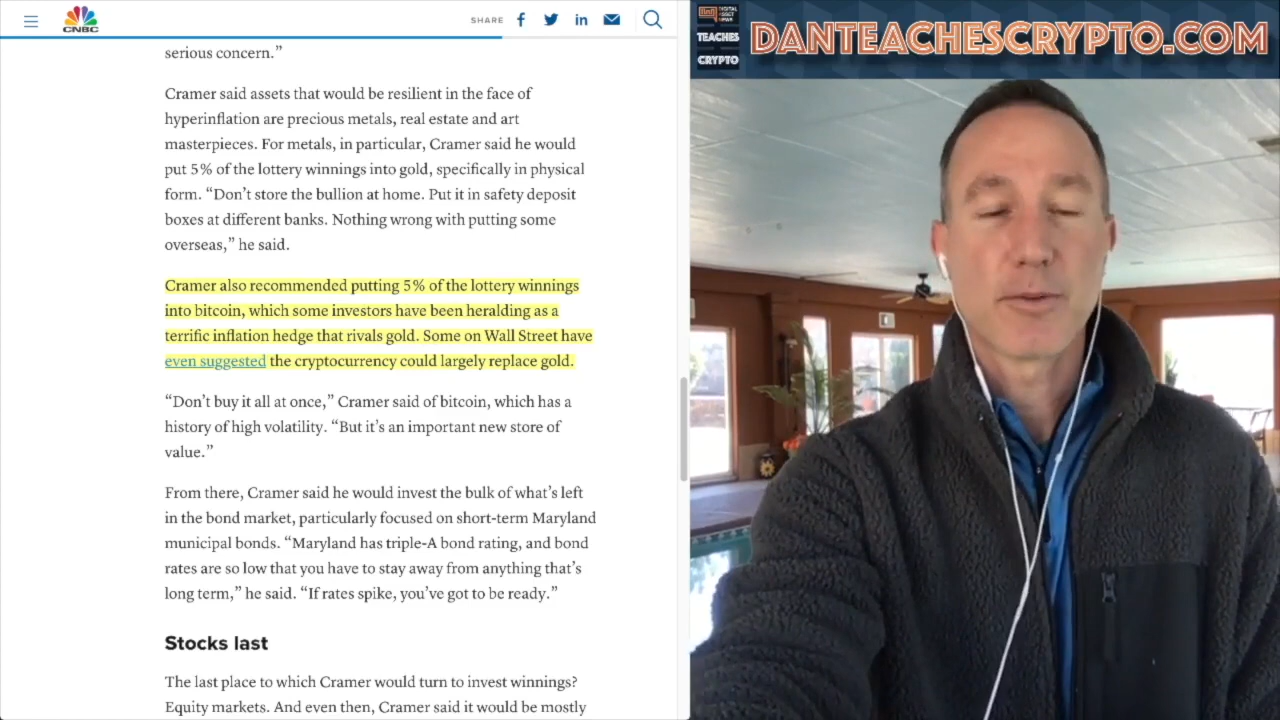 CNBC
SHARE
serious concern.”
Cramer said assets that would be resilient in the face of
hyperinflation are precious metals, real estate and art
masterpieces. For metals, in particular, Cramer said he would
put 5% of the lottery winnings into gold, specifically in physical
form. “Don’t store the bullion at home. Put it in safety deposit
boxes at different banks. Nothing wrong with putting some
overseas,” he said.
Cramer also recommended putting 5% of the lottery winnings
into bitcoin, which some investors have been heralding as a
terrific inflation hedge that rivals gold. Some on Wall Street have
even suggested the cryptocurrency could largely replace gold.
“Don’t buy it all at once,” Cramer said of bitcoin, which has a
history of high volatility. “But it’s an important new store of
value.”
From there, Cramer said he would invest the bulk of what’s left
in the bond market, particularly focused on short-term Maryland
municipal bonds. “Maryland has triple-A bond rating, and bond
rates are so low that you have to stay away from anything that’s
long term,” he said. “If rates spike, you’ve got to be ready.”
Stocks last
The last place to which Cramer would turn to invest winnings?
Equity markets. And even then, Cramer said it would be mostly
DIGITAL
ASSET
NEWS
TEACHES
CRYPTO
DANTEACHESCRYPTO.COM